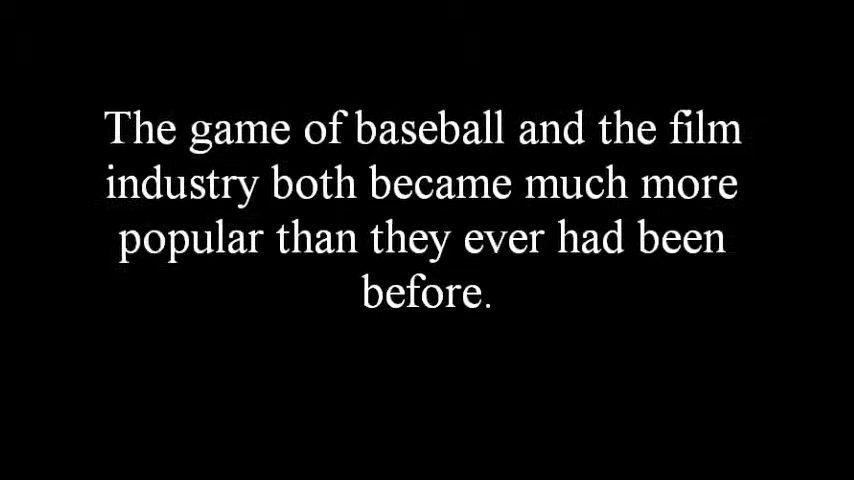 The game of baseball and the film
industry both became much more
popular than they ever had been
before.